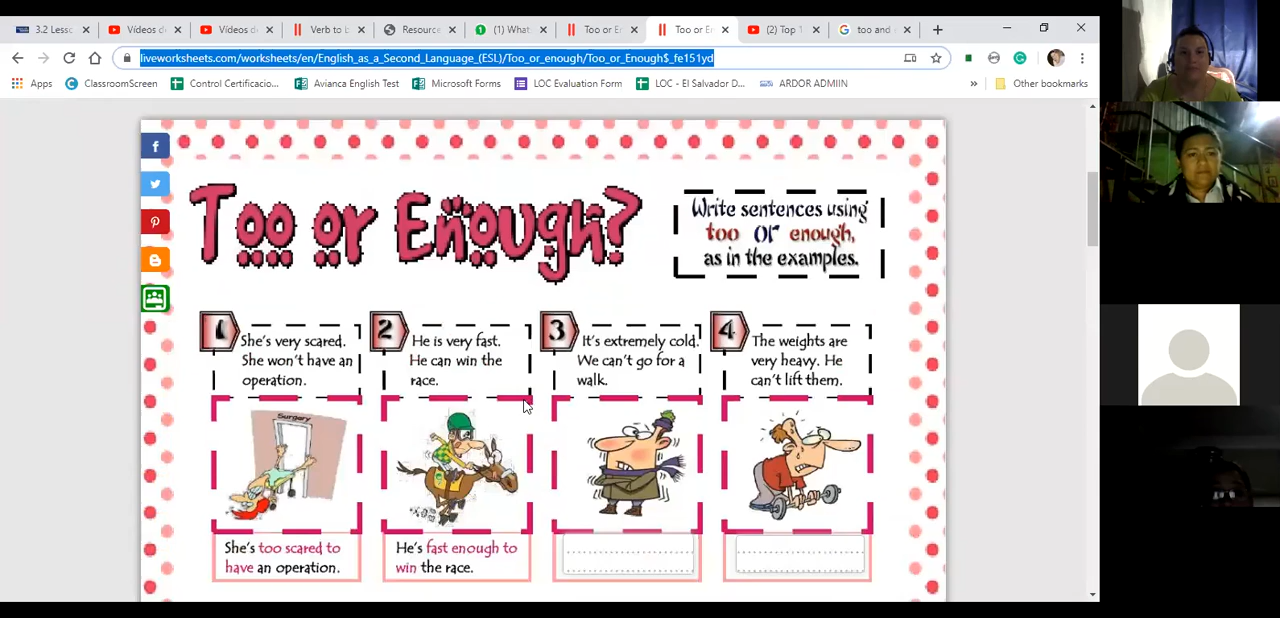 3.2 Lesso
Vídeos d
Vídeos d
Verb to b
Resource
(1) What
Too or E
Too or E
(2) Top 1
too and
liveworksheets.com/worksheets/en/English_as_a_Second_Language_(ESL)/Too_or_enough/Too_or_Enough$_fe151yd
Apps
ClassroomScreen
Control Certificacio...
Avianca English Test
Microsoft Forms
LOC Evaluation Form
LOC - El Salvador D...
ARDOR ADMIIN
»
Other bookmarks
Too or Enough?
Write sentences using
too or enough,
as in the examples.
1
She's very scared.
She won't have an
operation.
Surgery
She's too scared to
have an operation.
2
He is very fast.
He can win the
race.
He's fast enough to
win the race.
3
It's extremely cold.
We can't go for a
walk.
4
The weights are
very heavy. He
can't lift them.